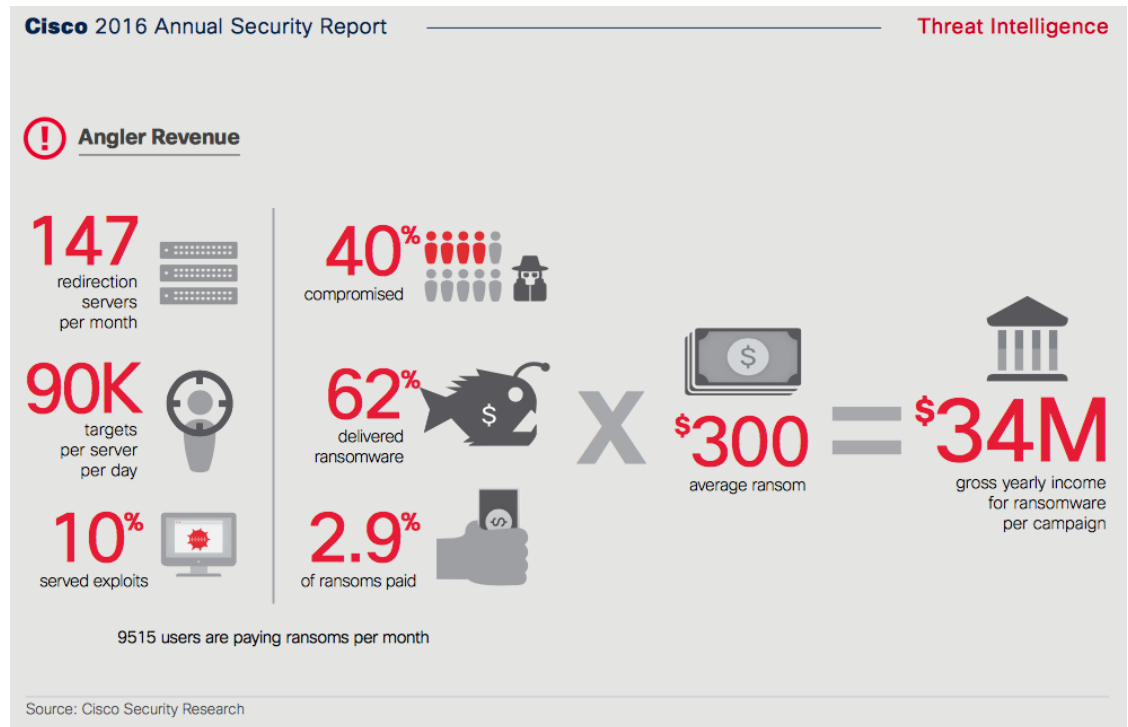 Cisco 2016 Annual Security Report
Threat Intelligence
! Angler Revenue
147
redirection
servers
per month
90K
targets
per server
per day
10%
served exploits
40%
compromised
62%
$
delivered
ransomware
2.9%
$
of ransoms paid
X
$
$300
average ransom
=
$34M
gross yearly income
for ransomware
per campaign
9515 users are paying ransoms per month
Source: Cisco Security Research